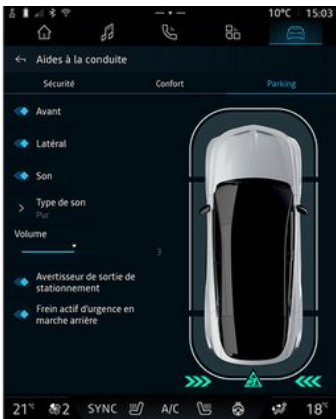 10°C 15:03
Aides à la conduite
Sécurité Confort Parking
Avant
Latéral
Son
Type de son
Pur
Volume
3
Avertisseur de sortie de
stationnement
Frein actif d'urgence en
marche arrière
21°C 2 SYNC A/C 18°C